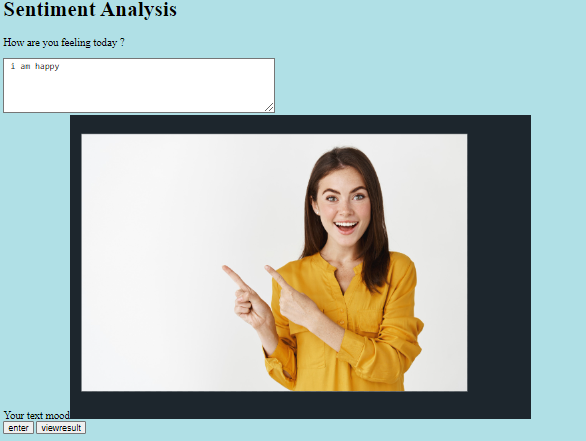 Sentiment Analysis
How are you feeling today ?
i am happy
Your text mood
enter viewresult